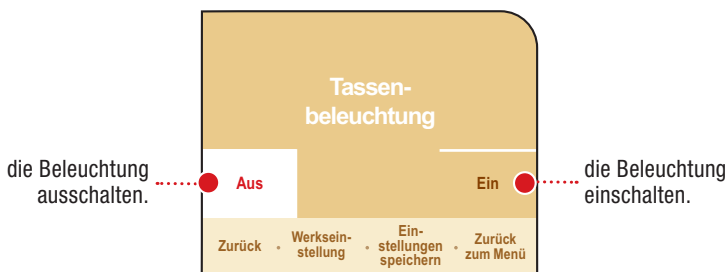 Tassen-
beleuchtung
die Beleuchtung
ausschalten.
Aus
Ein
die Beleuchtung
einschalten.
Zurück
Werksein-
stellung
Ein-
stellungen
speichern
Zurück
zum Menü